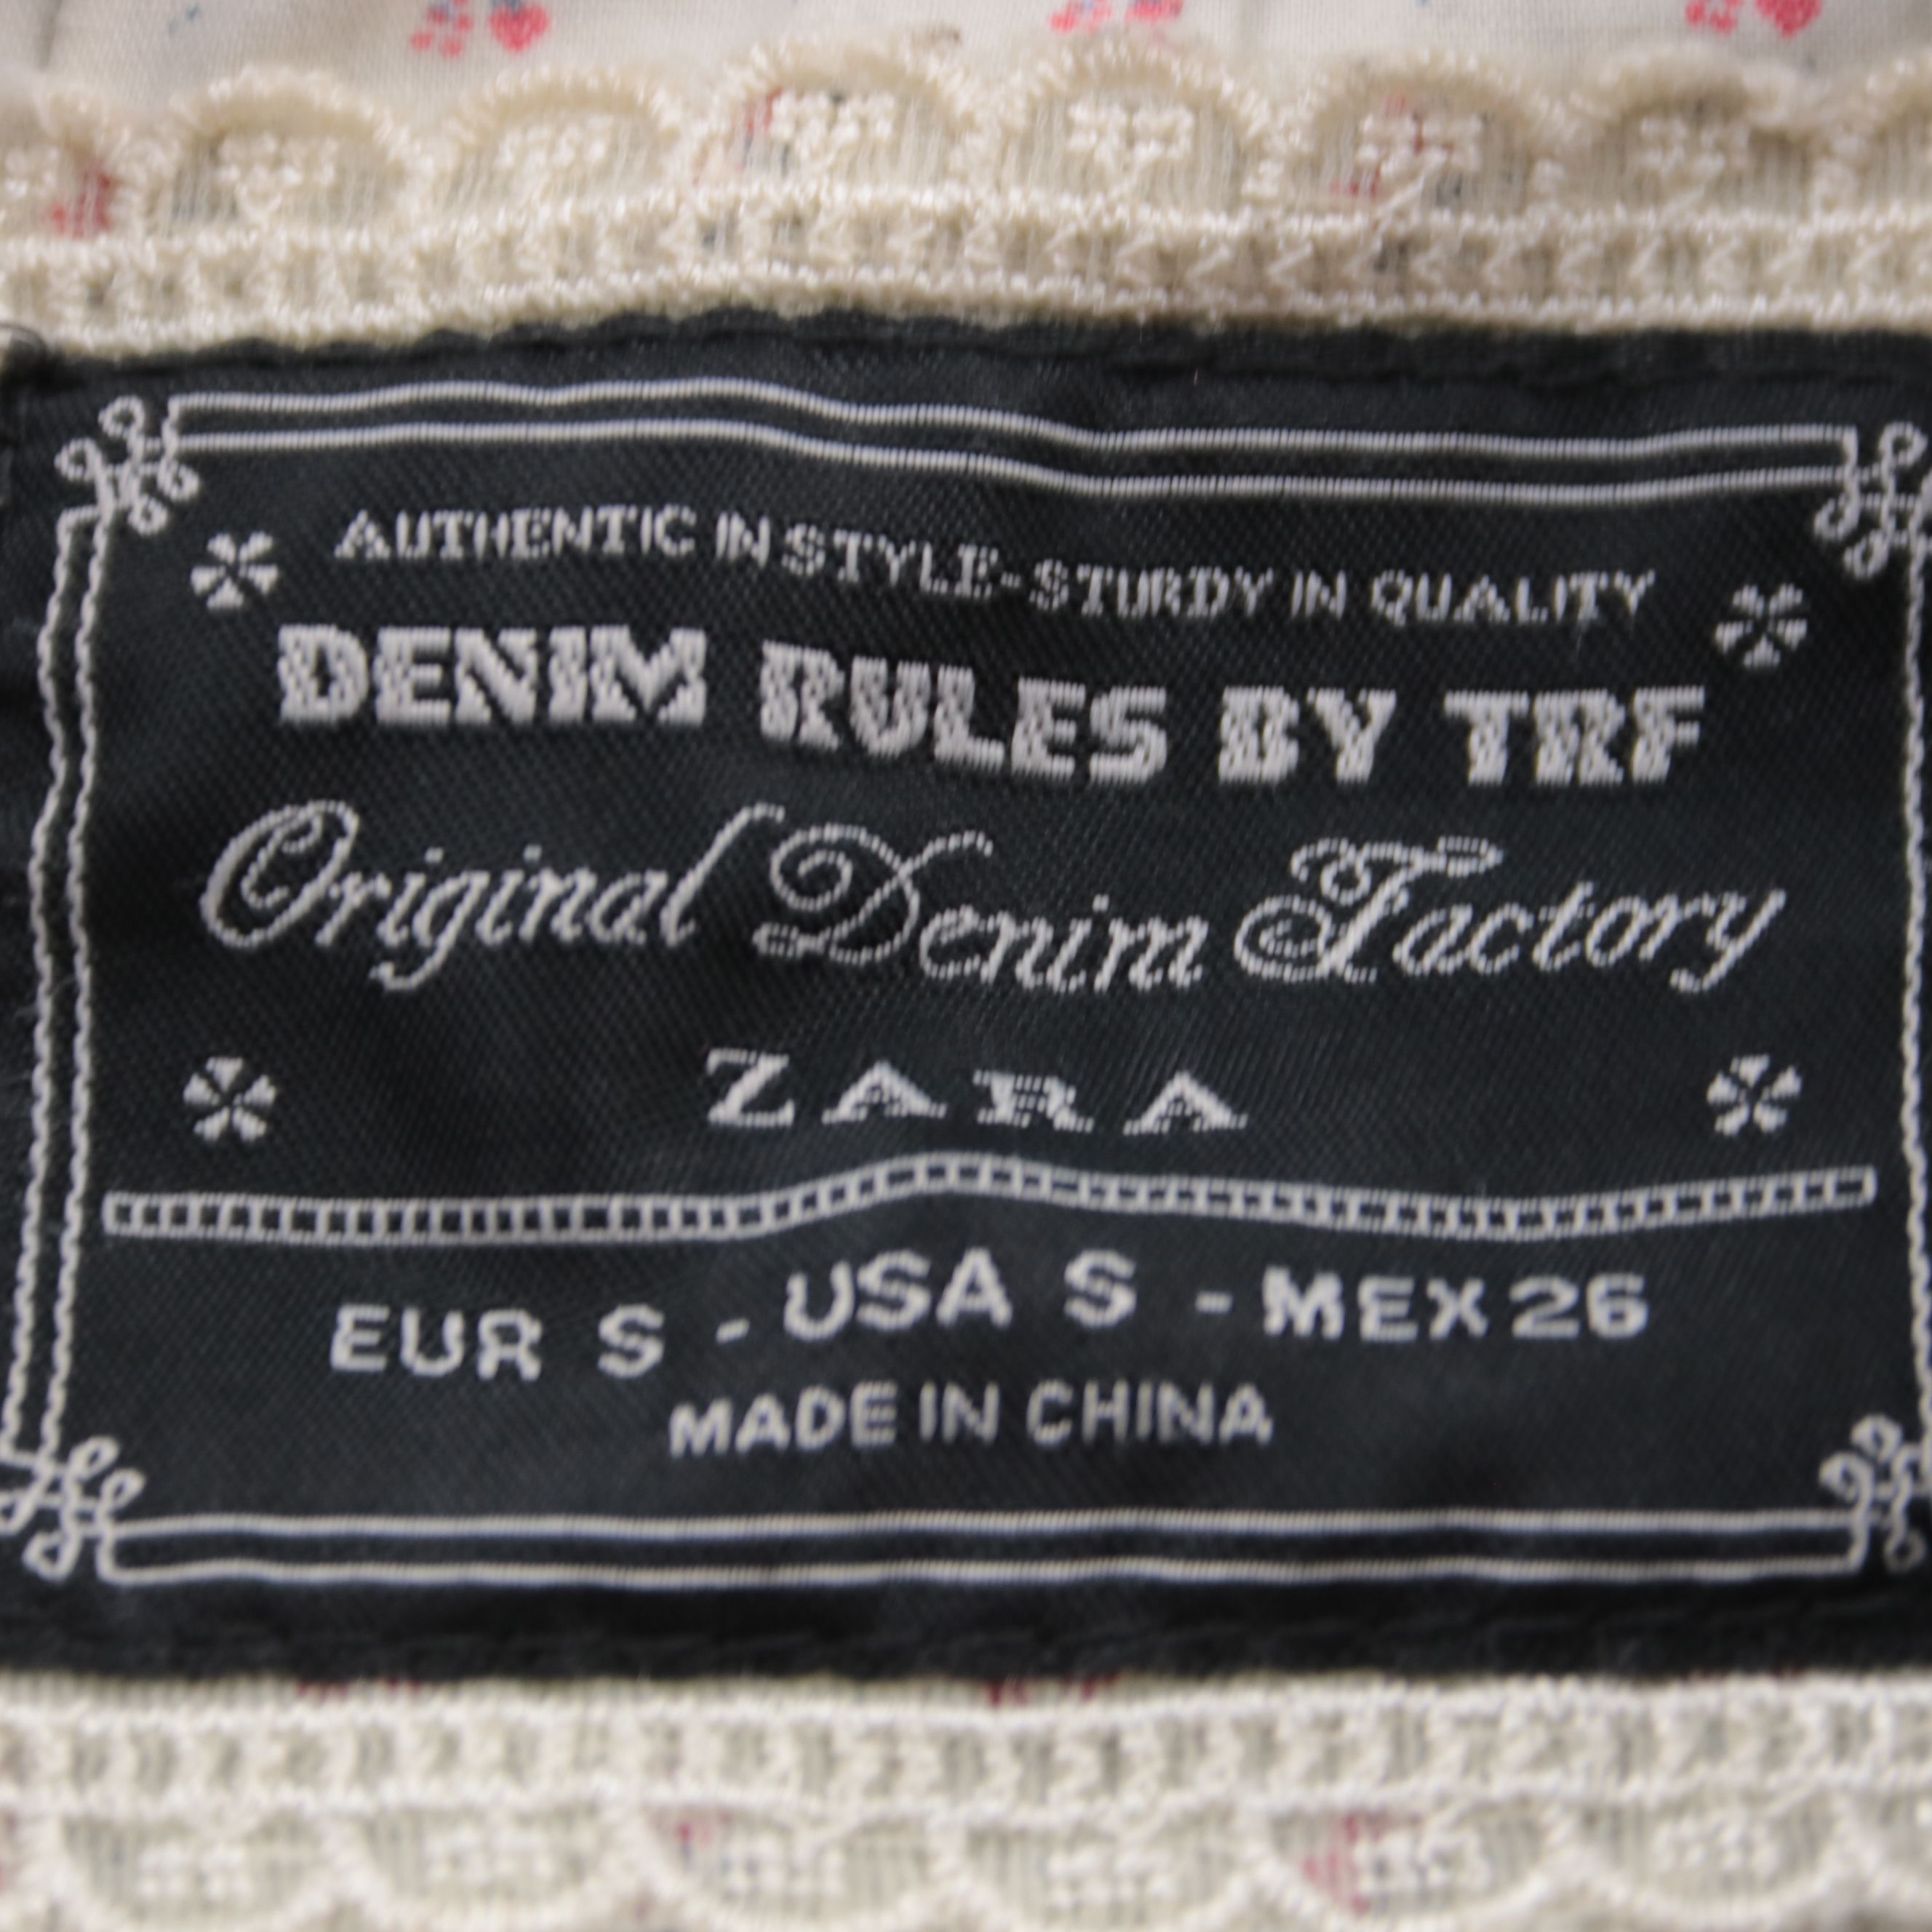 AUTHENTIC IN STYLE-STURDY IN QUALITY
DENIM RULES BY TRF
Original Denim Factory
ZARA
EUR S - USA S - MEX 26
MADE IN CHINA